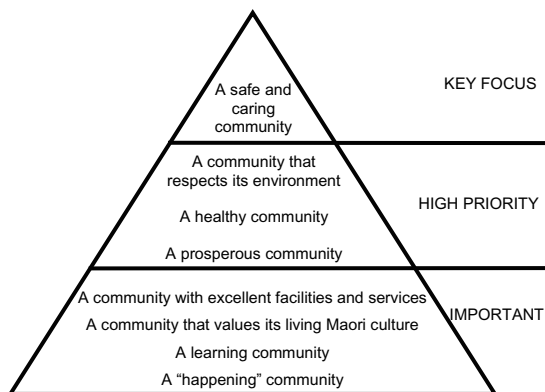 A safe and
caring
community
KEY FOCUS
A community that
respects its environment
A healthy community
A prosperous community
HIGH PRIORITY
A community with excellent facilities and services
A community that values its living Maori culture
A learning community
A “happening” community
IMPORTANT